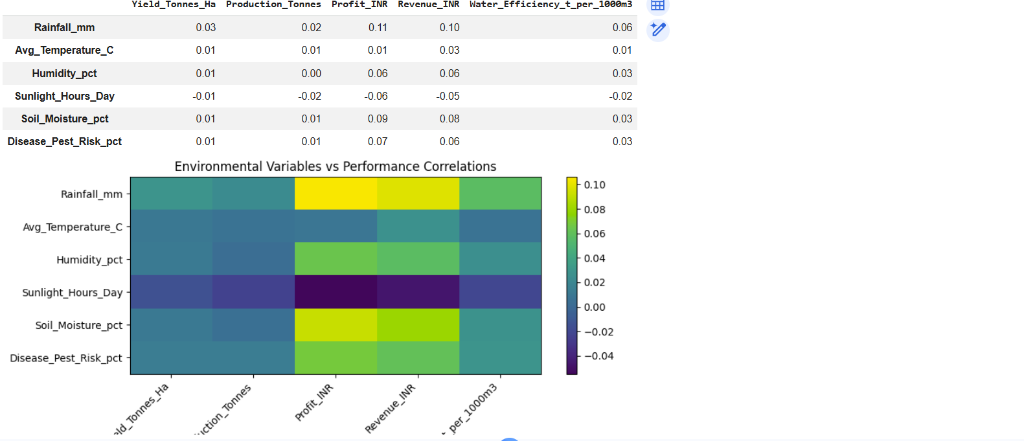 Yield_Tonnes_Ha Production_Tonnes Profit_INR Revenue_INR Water_Efficiency_t_per_1000m3
Rainfall_mm 0.03 0.02 0.11 0.10 0.06
Avg_Temperature_C 0.01 0.01 0.01 0.03 0.01
Humidity_pct 0.01 0.00 0.06 0.06 0.03
Sunlight_Hours_Day -0.01 -0.02 -0.06 -0.05 -0.02
Soil_Moisture_pct 0.01 0.01 0.09 0.08 0.03
Disease_Pest_Risk_pct 0.01 0.01 0.07 0.06 0.03
Environmental Variables vs Performance Correlations
Rainfall_mm
Avg_Temperature_C
Humidity_pct
Sunlight_Hours_Day
Soil_Moisture_pct
Disease_Pest_Risk_pct
0.10
0.08
0.06
0.04
0.02
0.00
−0.02
−0.04
ld_Tonnes_Ha
uction_Tonnes
Profit_INR
Revenue_INR
_per_1000m3